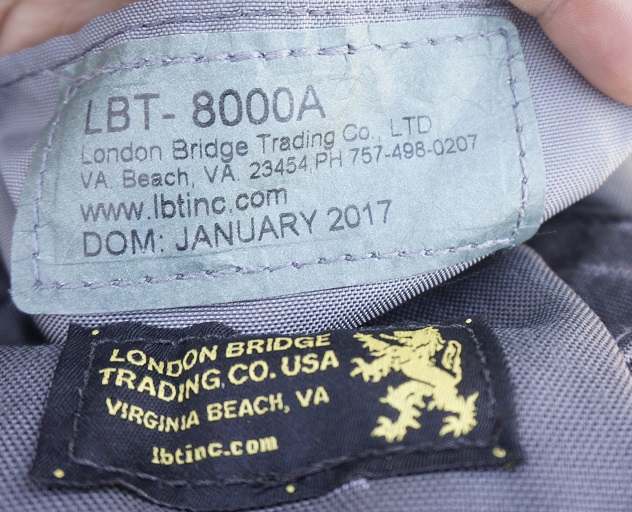 LBT- 8000A
London Bridge Trading Co., LTD
VA. Beach, VA. 23454, PH 757-498-0207
www.lbtinc.com
DOM: JANUARY 2017
LONDON BRIDGE
TRADING. CO. USA
VIRGINIA BEACH, VA
lbtinc.com